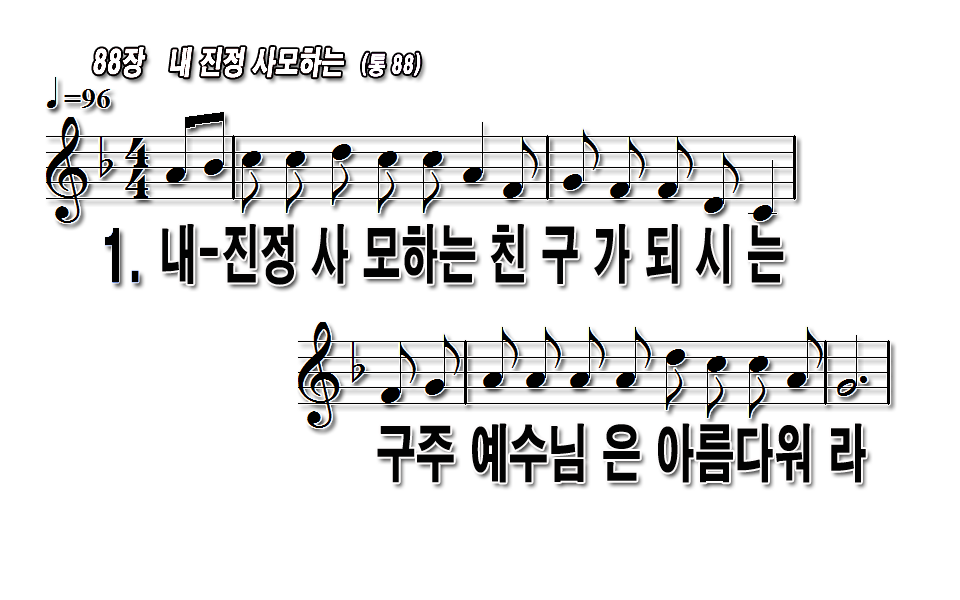 88장 내 진정 사모하는 (통 88)
♩=96
4/4
1. 내-진정 사 모하는 친 구 가 되 시 는
구주 예수님 은 아름다워 라